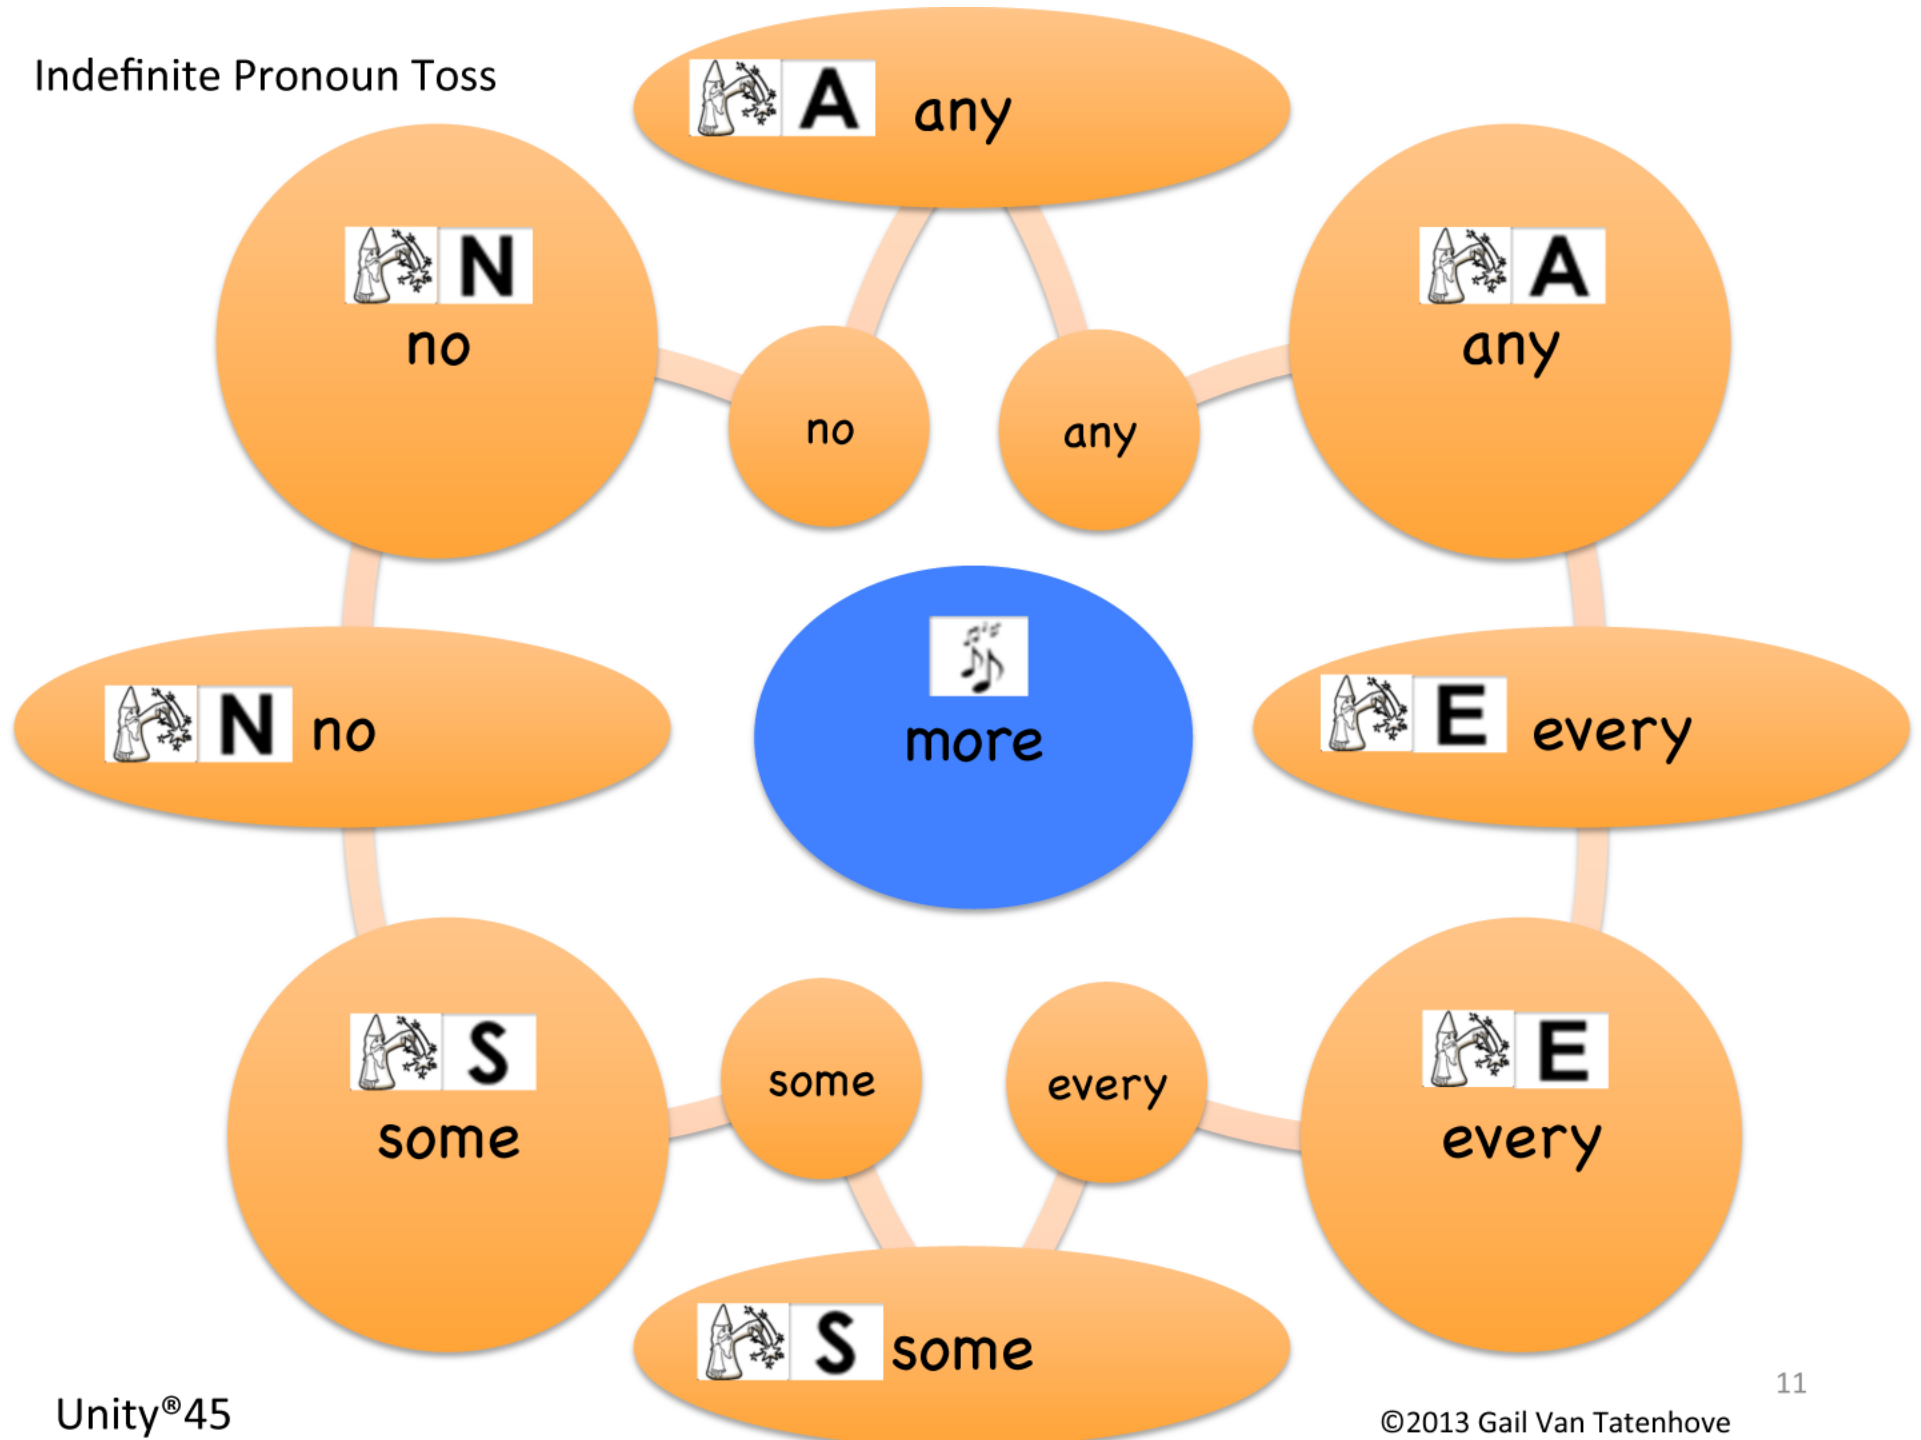 Indefinite Pronoun Toss
A any
N
no
A
any
no
any
more
N no
E every
S
some
some
every
E
every
S some
11
Unity®45
©2013 Gail Van Tatenhove